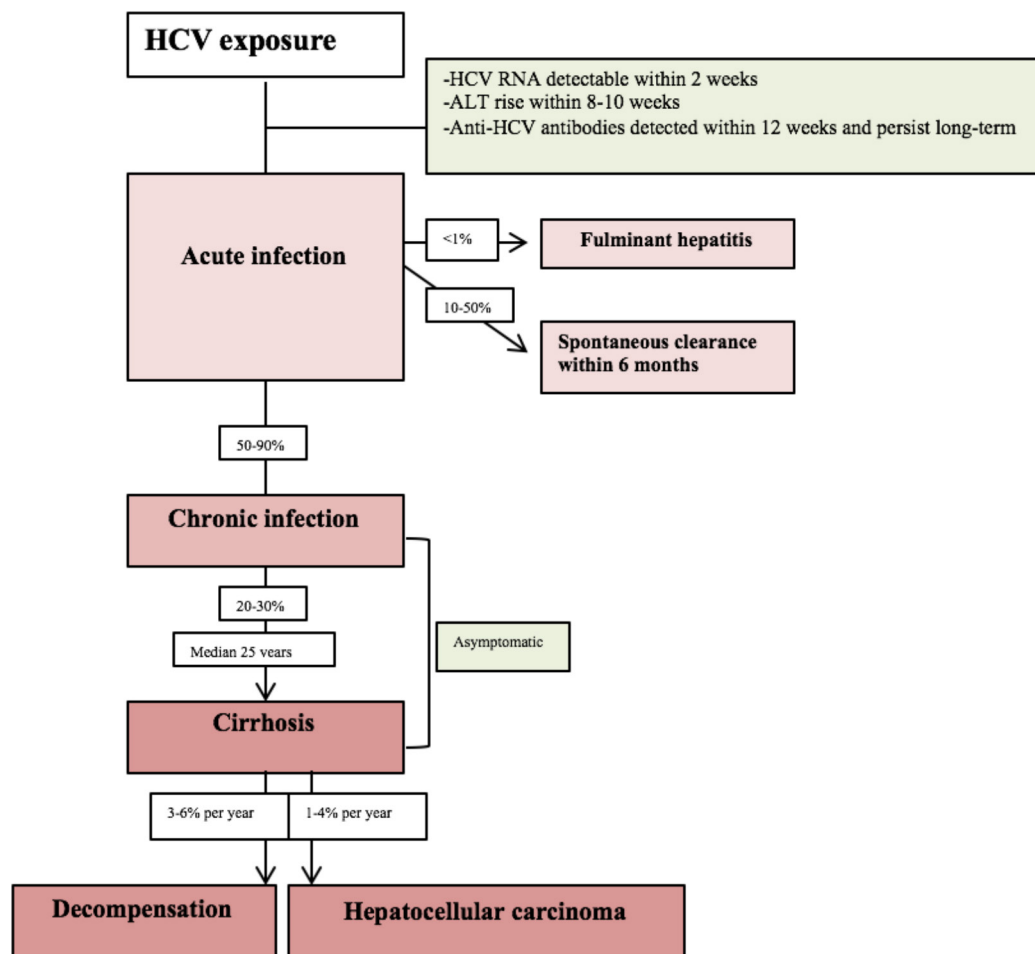 HCV exposure
-HCV RNA detectable within 2 weeks
-ALT rise within 8-10 weeks
-Anti-HCV antibodies detected within 12 weeks and persist long-term
Acute infection
<1%
Fulminant hepatitis
10-50%
Spontaneous clearance
within 6 months
50-90%
Chronic infection
20-30%
Median 25 years
Asymptomatic
Cirrhosis
3-6% per year
1-4% per year
Decompensation
Hepatocellular carcinoma